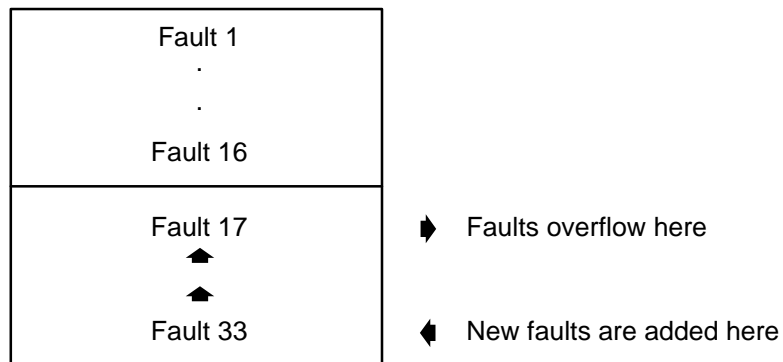 Fault 1
.
.
Fault 16
Fault 17
Faults overflow here
Fault 33
New faults are added here